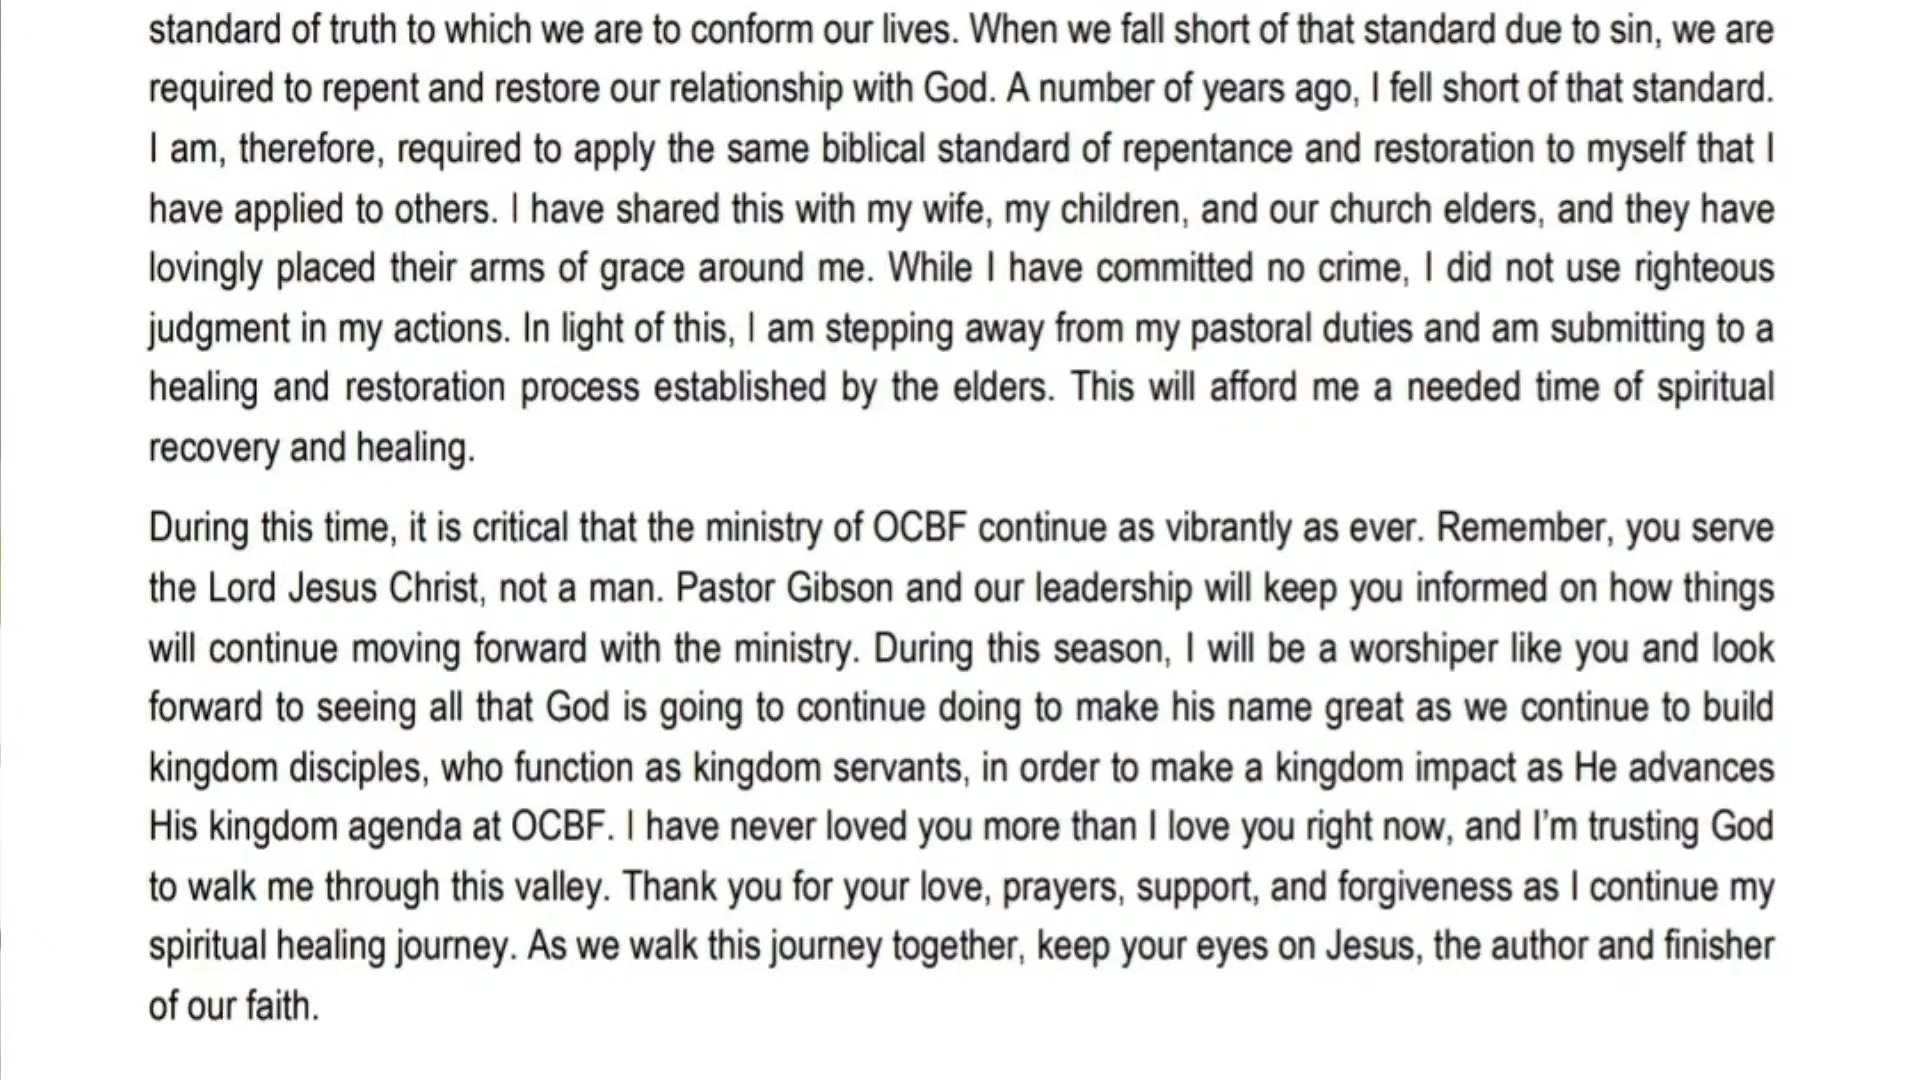 standard of truth to which we are to conform our lives. When we fall short of that standard due to sin, we are
required to repent and restore our relationship with God. A number of years ago, I fell short of that standard.
I am, therefore, required to apply the same biblical standard of repentance and restoration to myself that I
have applied to others. I have shared this with my wife, my children, and our church elders, and they have
lovingly placed their arms of grace around me. While I have committed no crime, I did not use righteous
judgment in my actions. In light of this, I am stepping away from my pastoral duties and am submitting to a
healing and restoration process established by the elders. This will afford me a needed time of spiritual
recovery and healing.
During this time, it is critical that the ministry of OCBF continue as vibrantly as ever. Remember, you serve
the Lord Jesus Christ, not a man. Pastor Gibson and our leadership will keep you informed on how things
will continue moving forward with the ministry. During this season, I will be a worshiper like you and look
forward to seeing all that God is going to continue doing to make his name great as we continue to build
kingdom disciples, who function as kingdom servants, in order to make a kingdom impact as He advances
His kingdom agenda at OCBF. I have never loved you more than I love you right now, and I’m trusting God
to walk me through this valley. Thank you for your love, prayers, support, and forgiveness as I continue my
spiritual healing journey. As we walk this journey together, keep your eyes on Jesus, the author and finisher
of our faith.